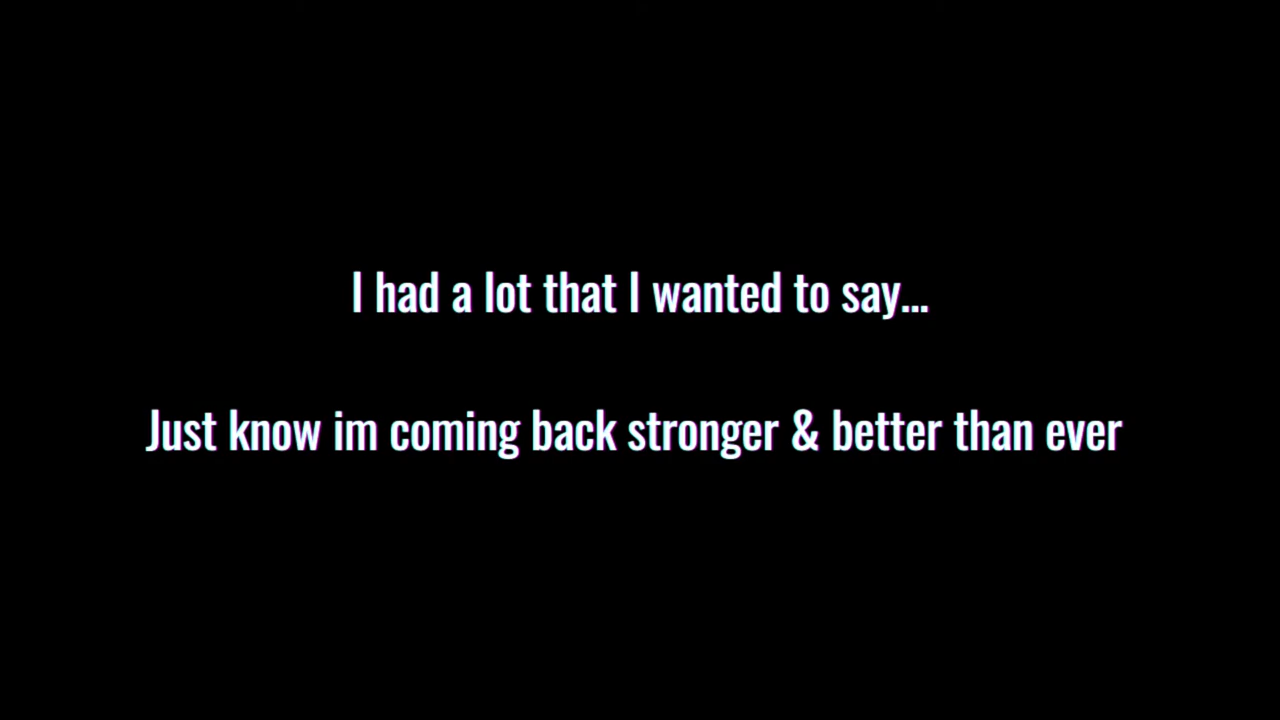 I had a lot that I wanted to say...
Just know im coming back stronger & better than ever